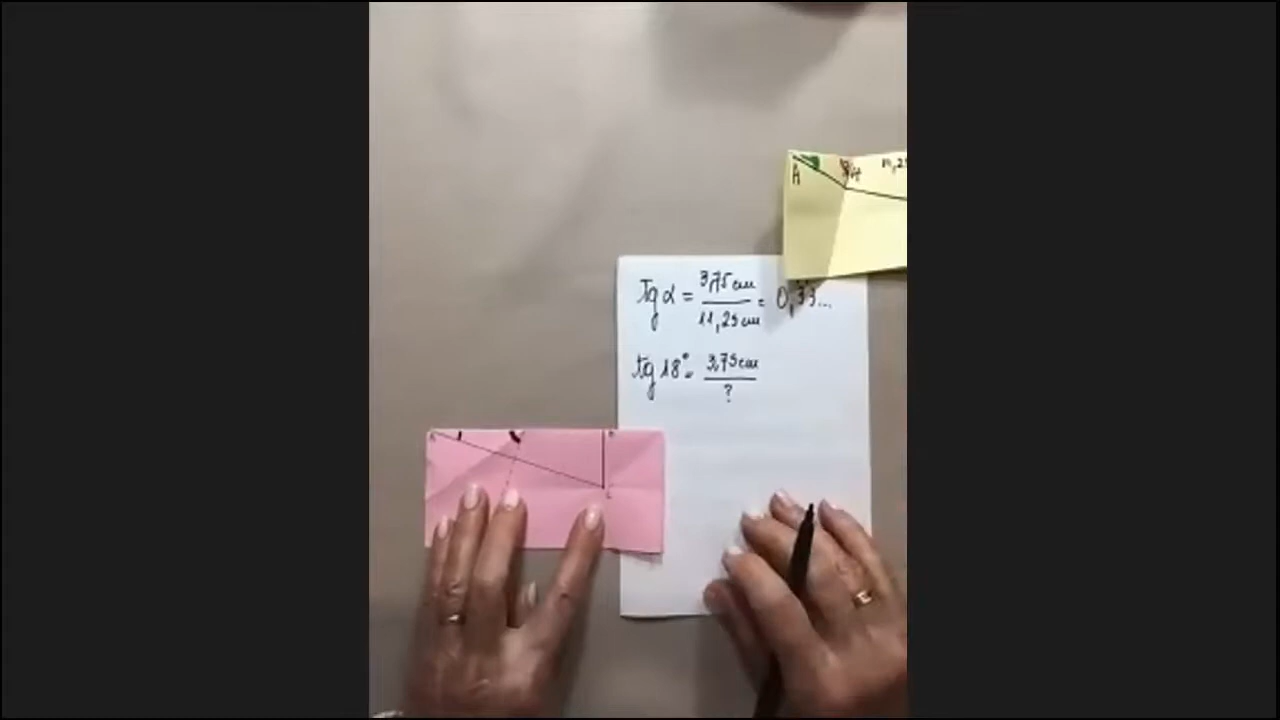 A
tg α = 3,75 cm / 11,25 cm = 0,33...
tg 18° = 3,75 cm / ?